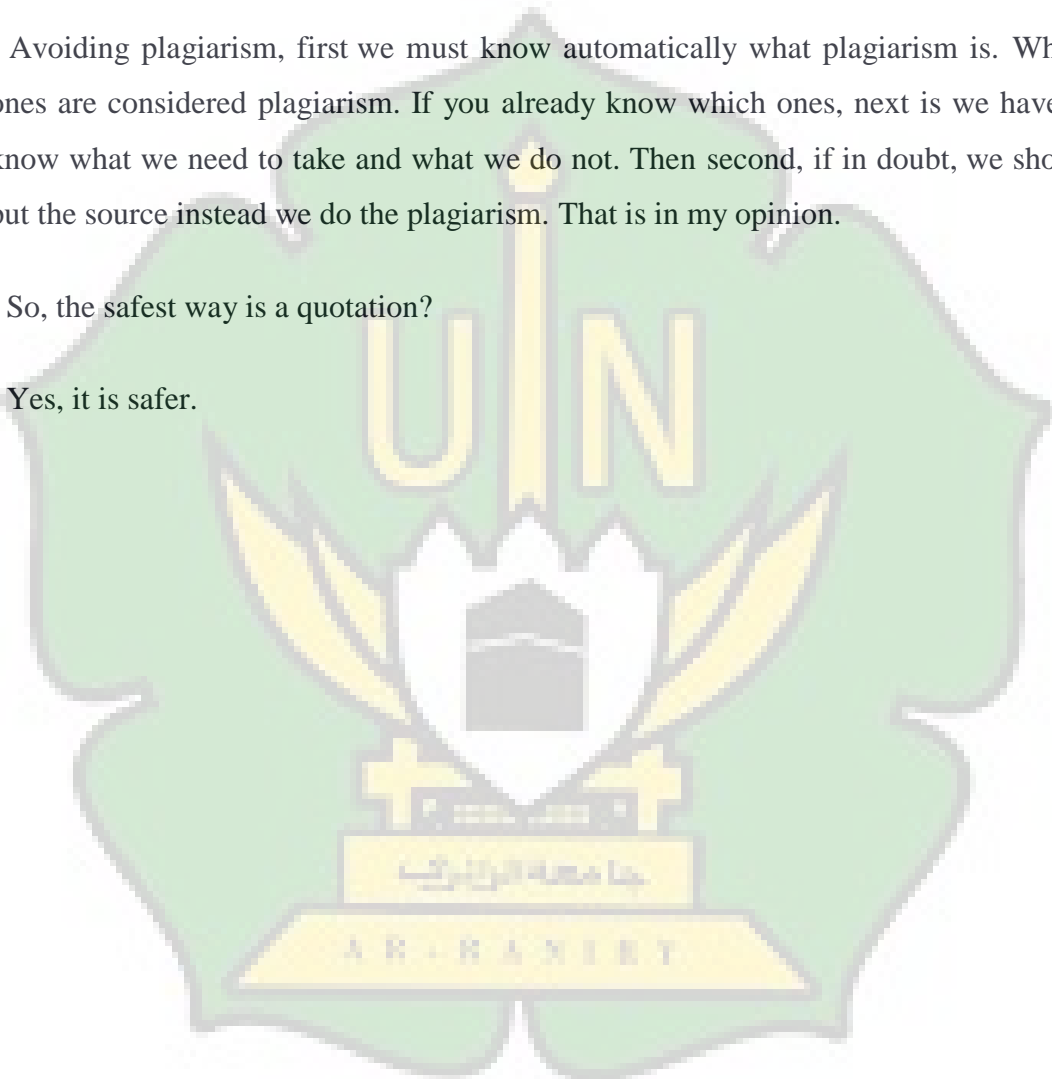 Avoiding plagiarism, first we must know automatically what plagiarism is. Wh
ones are considered plagiarism. If you already know which ones, next is we have
know what we need to take and what we do not. Then second, if in doubt, we sho
put the source instead we do the plagiarism. That is in my opinion.
So, the safest way is a quotation?
Yes, it is safer.
UIN
جامعة الرانيري
AR-RANIRY